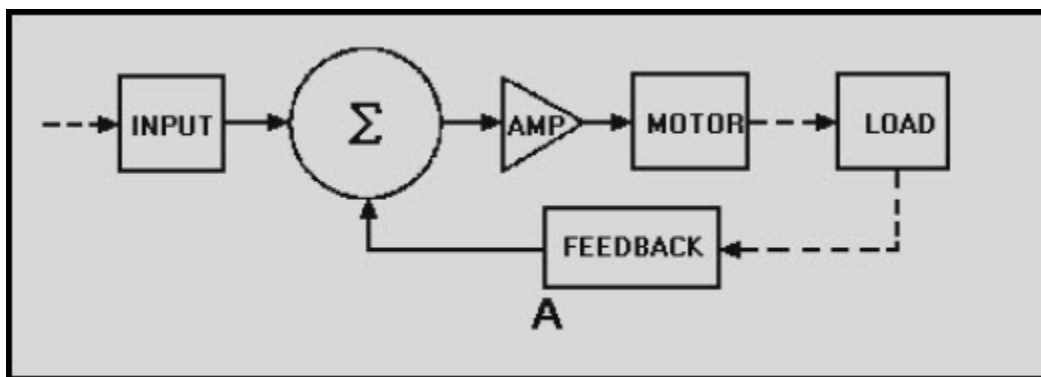 INPUT
Σ
AMP
MOTOR
LOAD
FEEDBACK
A